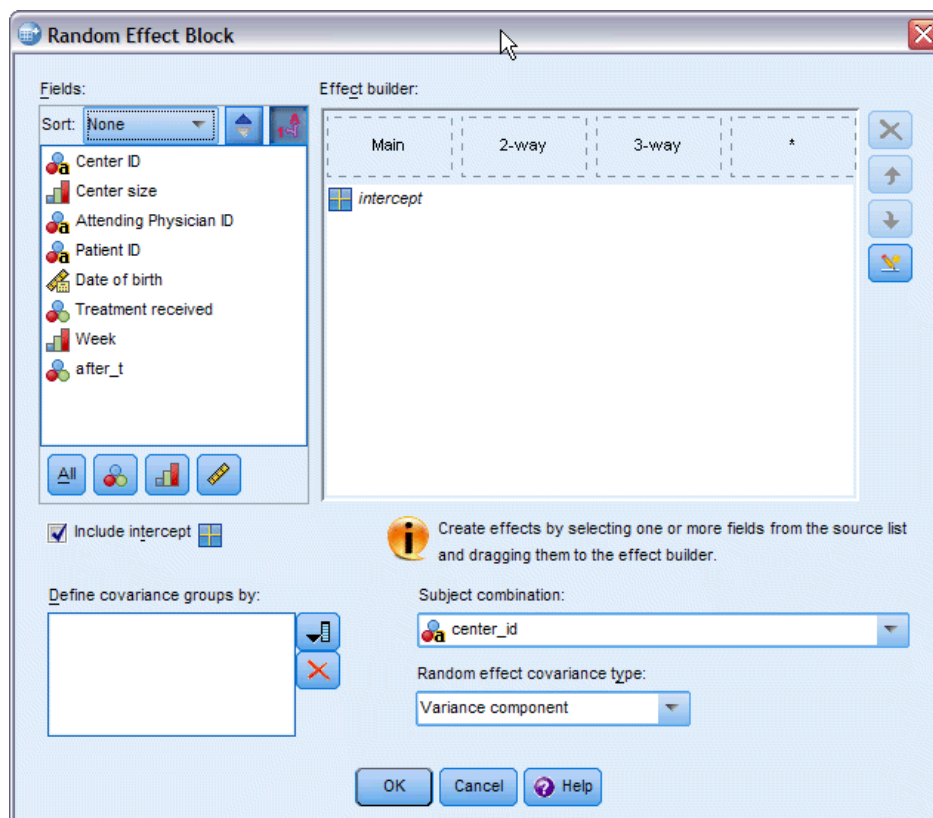 Random Effect Block
Fields:
Sort: None
Center ID
Center size
Attending Physician ID
Patient ID
Date of birth
Treatment received
Week
after_t
All
Include intercept
Effect builder:
Main 2-way 3-way *
intercept
Create effects by selecting one or more fields from the source list
and dragging them to the effect builder.
Define covariance groups by:
Subject combination:
center_id
Random effect covariance type:
Variance component
OK Cancel Help